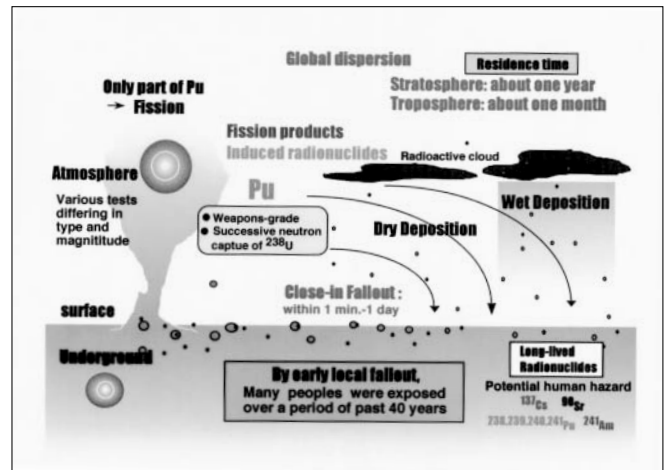 Global dispersion
Residence time
Stratosphere: about one year
Troposphere: about one month
Only part of Pu
→ Fission
Fission products
Induced radionuclides
Radioactive cloud
Atmosphere
Various tests
differing in
type and
magnititude
Pu
• Weapons-grade
• Successive neutron
captue of 238U
Dry Deposition
Wet Deposition
Close-in Fallout :
within 1 min.-1 day
surface
Underground
By early local fallout,
Many peoples were exposed
over a period of past 40 years
Long-lived
Radionuclides
Potential human hazard
137Cs 90Sr
238,239,240,241Pu 241Am